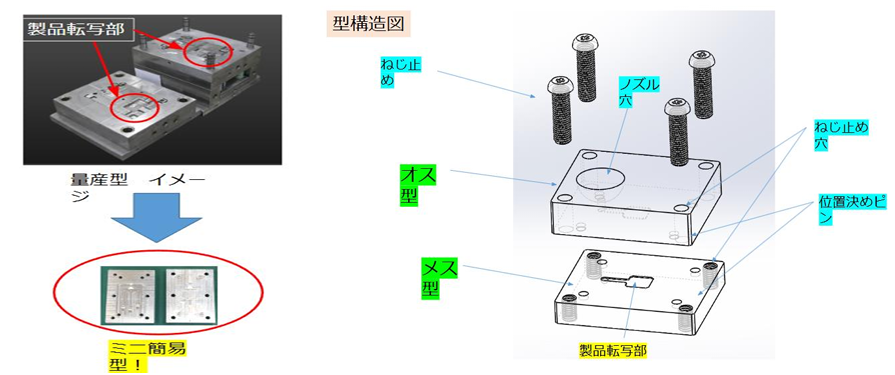 製品転写部
量産型　イメー
ジ
ミニ簡易
型！
型構造図
ねじ止
め
ノズル
穴
ねじ止め
穴
オス
型
位置決めピ
ン
メス
型
製品転写部